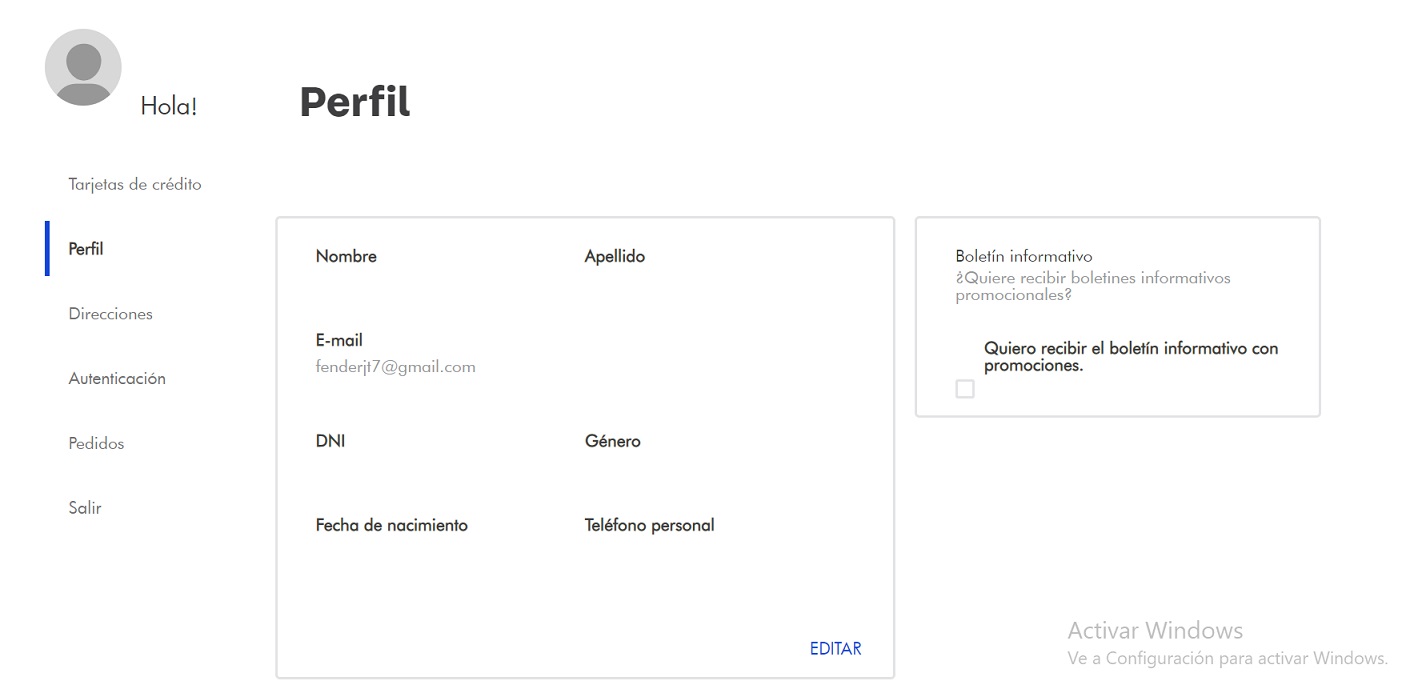 Hola!
Perfil
Tarjetas de crédito
Perfil
Direcciones
Autenticación
Pedidos
Salir
Nombre
Apellido
E-mail
fenderjt7@gmail.com
DNI
Género
Fecha de nacimiento
Teléfono personal
EDITAR
Boletín informativo
¿Quiere recibir boletines informativos
promocionales?
Quiero recibir el boletín informativo con
promociones.
Activar Windows
Ve a Configuración para activar Windows.